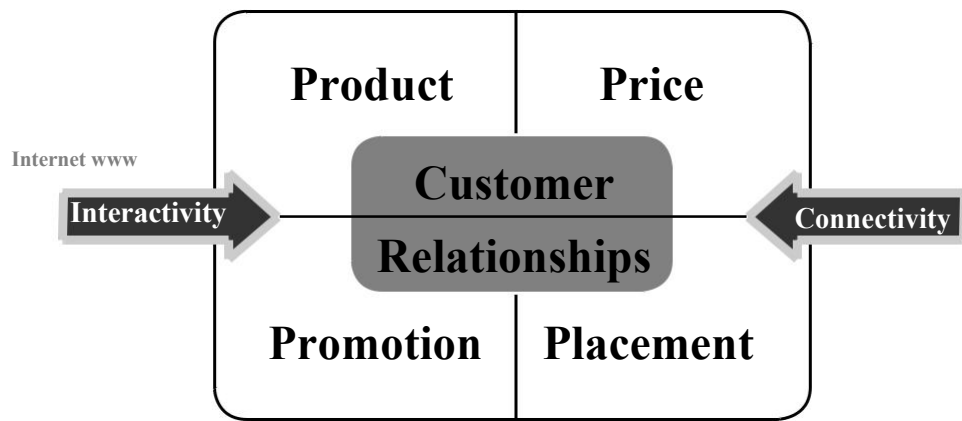 Product
Price
Internet www
Customer
Interactivity
Connectivity
Relationships
Promotion
Placement